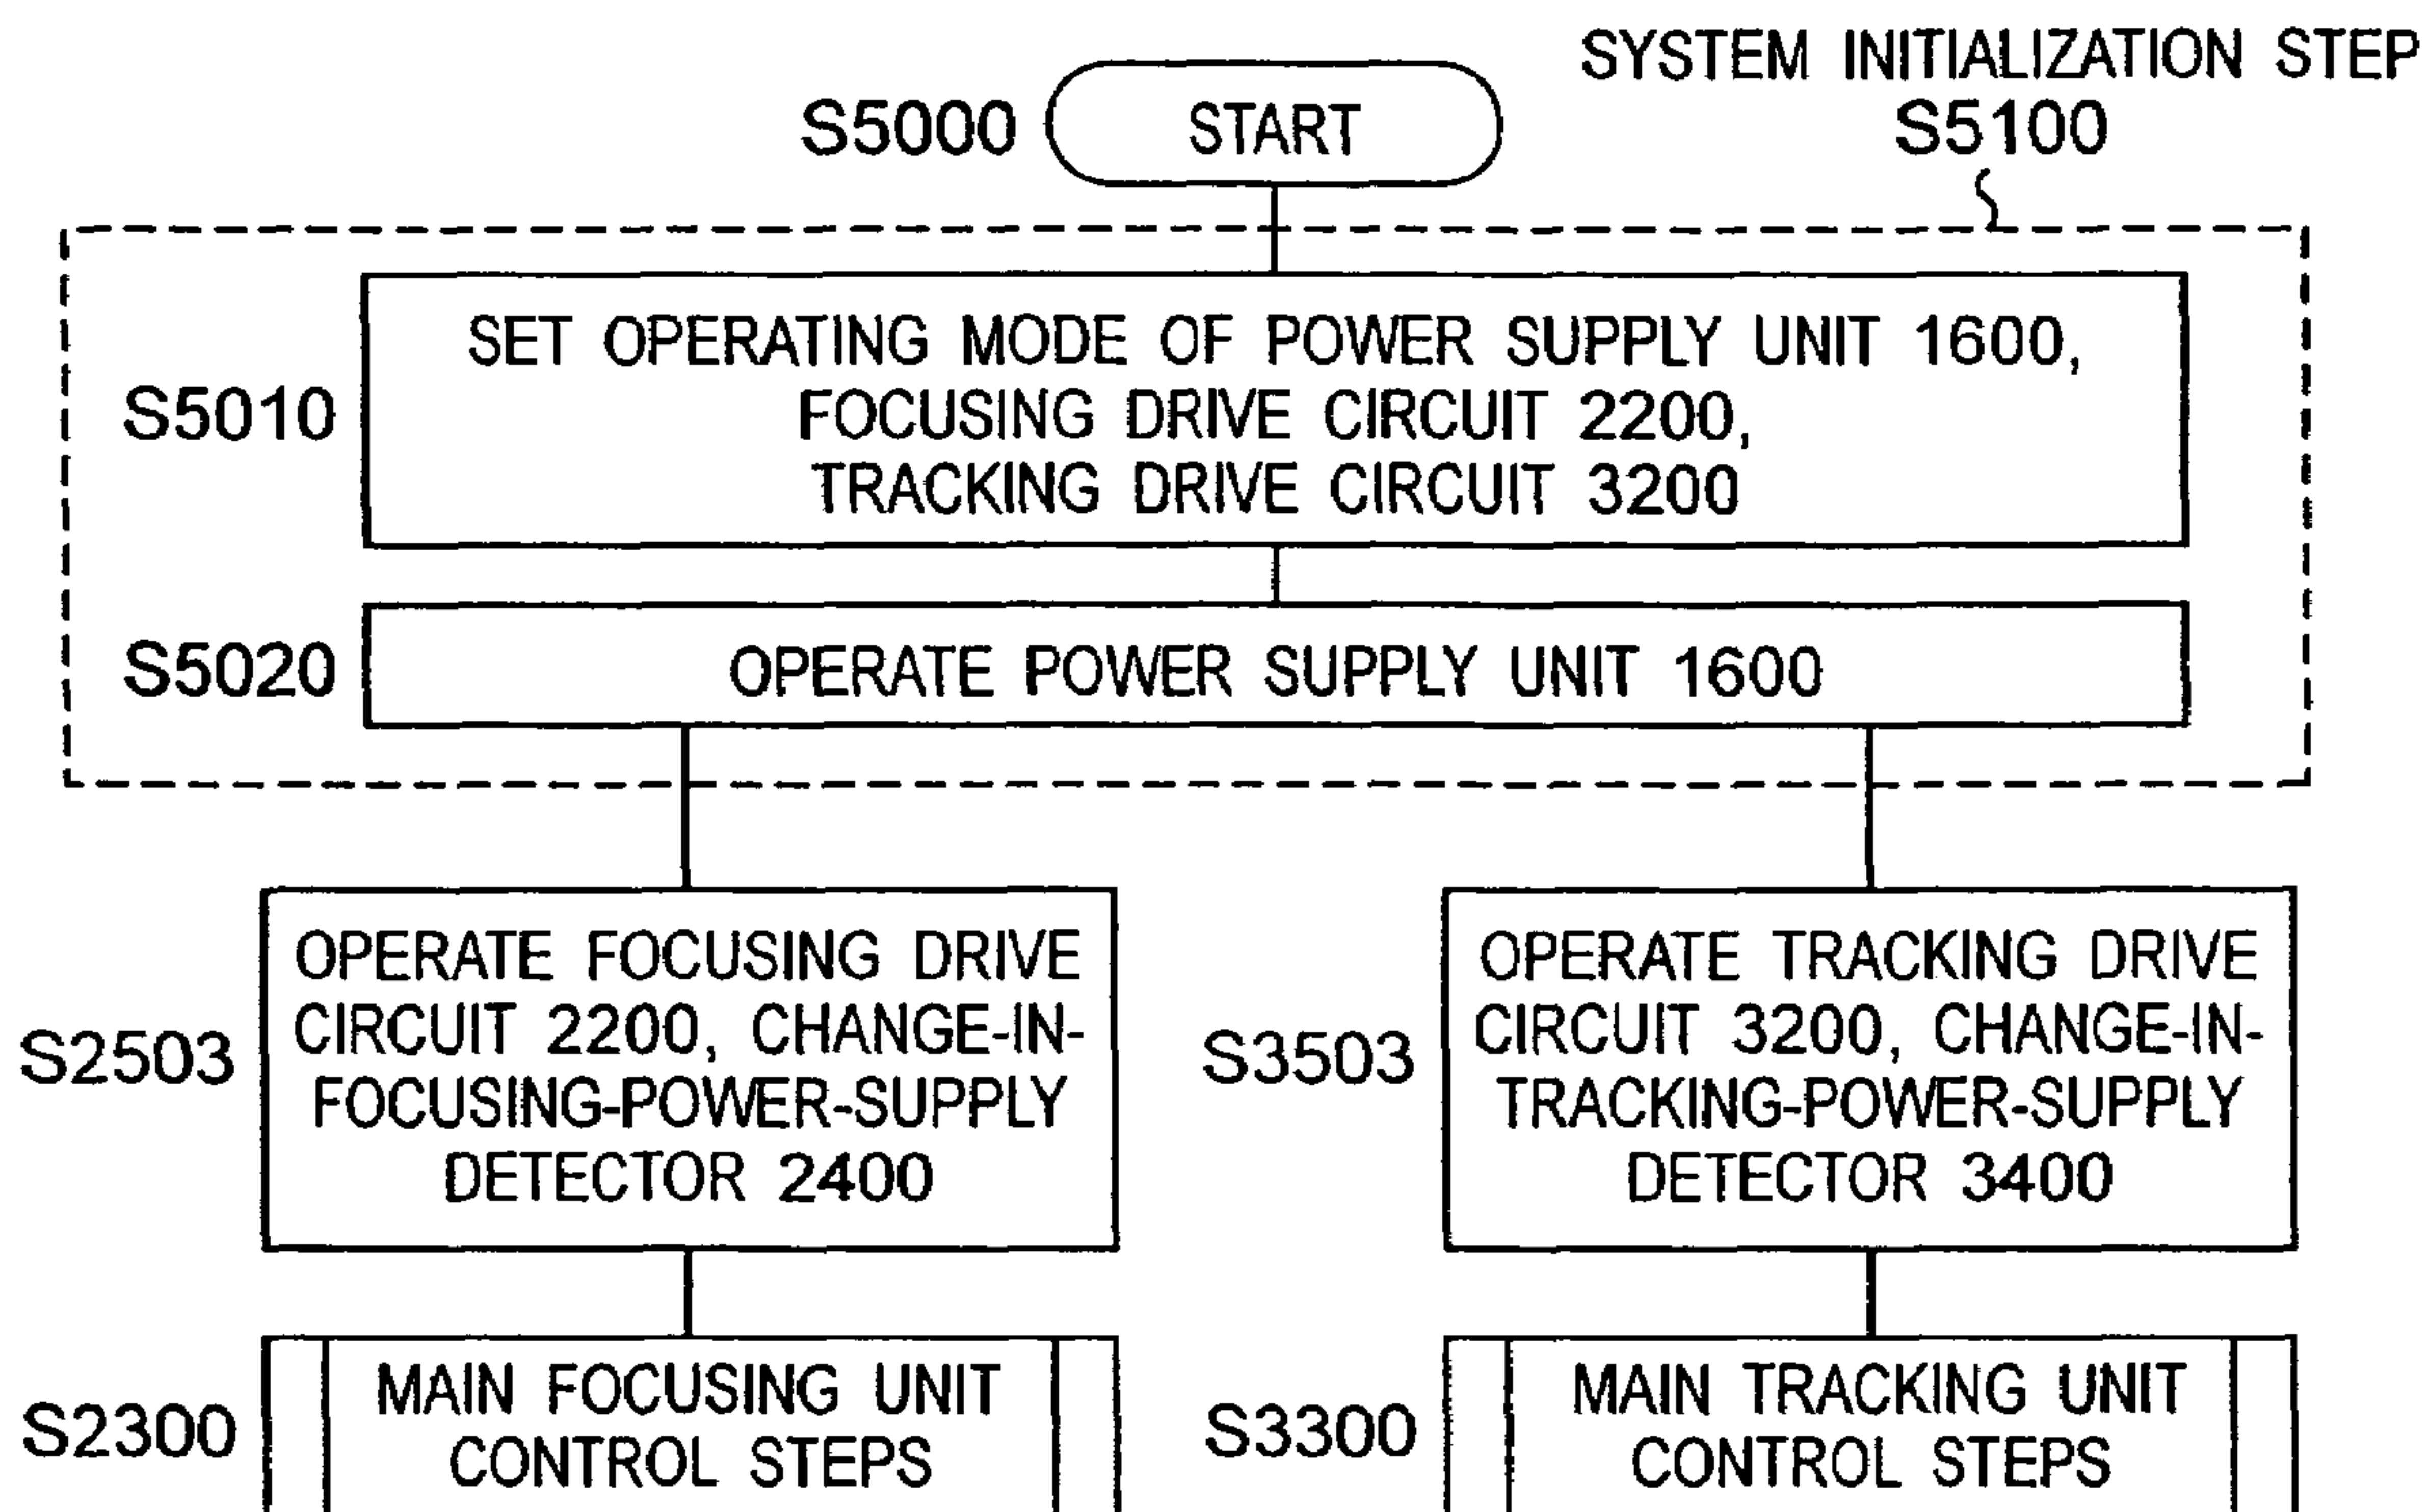 SYSTEM INITIALIZATION STEP
S5100
S5000
START
S5010
SET OPERATING MODE OF POWER SUPPLY UNIT 1600,
FOCUSING DRIVE CIRCUIT 2200,
TRACKING DRIVE CIRCUIT 3200
S5020
OPERATE POWER SUPPLY UNIT 1600
S2503
OPERATE FOCUSING DRIVE
CIRCUIT 2200, CHANGE-IN-
FOCUSING-POWER-SUPPLY
DETECTOR 2400
S3503
OPERATE TRACKING DRIVE
CIRCUIT 3200, CHANGE-IN-
TRACKING-POWER-SUPPLY
DETECTOR 3400
S2300
MAIN FOCUSING UNIT
CONTROL STEPS
S3300
MAIN TRACKING UNIT
CONTROL STEPS